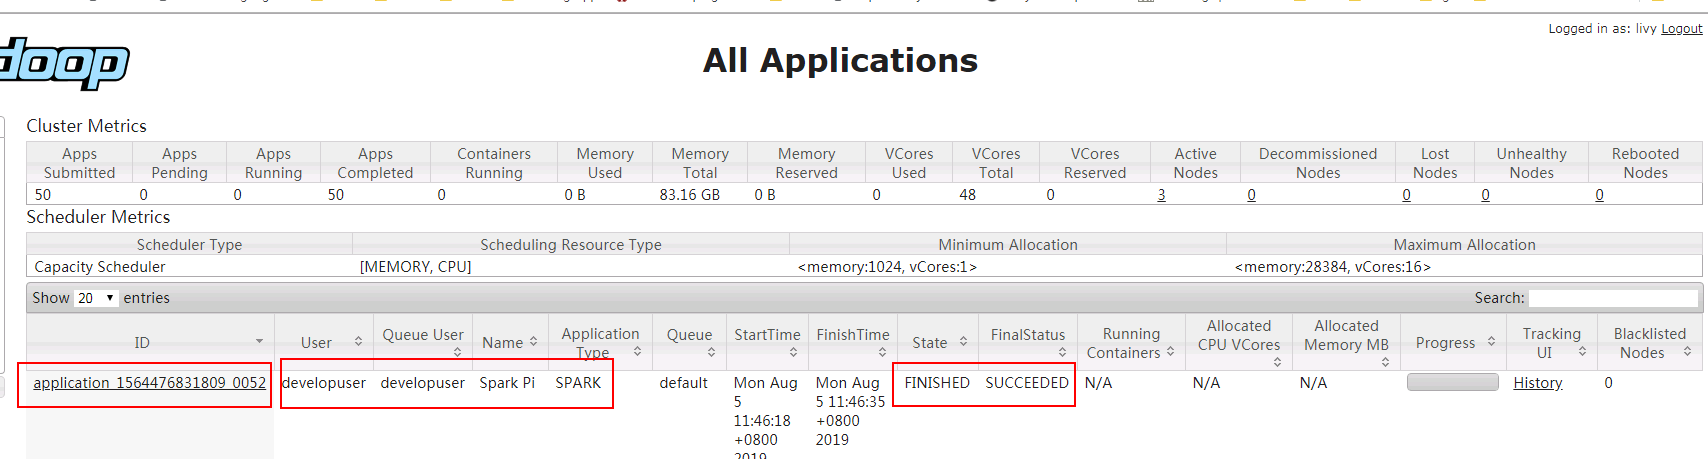 Logged in as: livy Logout
doop
All Applications
Cluster Metrics
Apps Submitted Apps Pending Apps Running Apps Completed Containers Running Memory Used Memory Total Memory Reserved VCores Used VCores Total VCores Reserved Active Nodes Decommissioned Nodes Lost Nodes Unhealthy Nodes Rebooted Nodes
50 0 0 50 0 0 B 83.16 GB 0 B 0 48 0 3 0 0 0 0
Scheduler Metrics
Scheduler Type Scheduling Resource Type Minimum Allocation Maximum Allocation
Capacity Scheduler [MEMORY, CPU] <memory:1024, vCores:1> <memory:28384, vCores:16>
Show 20 entries Search:
ID User Queue User Name Application Type Queue StartTime FinishTime State FinalStatus Running Containers Allocated CPU VCores Allocated Memory MB Progress Tracking UI Blacklisted Nodes
application_1564476831809_0052 developuser developuser Spark Pi SPARK default Mon Aug Mon Aug FINISHED SUCCEEDED N/A N/A N/A History 0
5 5 11:46:35
11:46:18 +0800
+0800 2019
2019